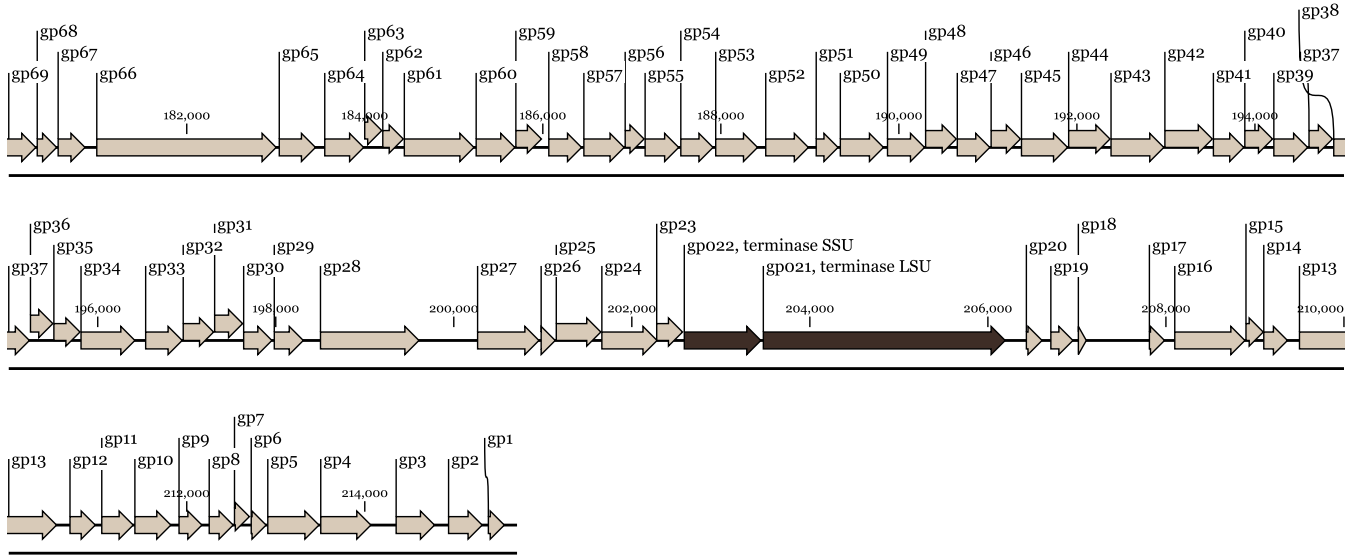 gp38
gp68 gp63 gp59 gp54 gp48 gp40
gp67 gp65 gp62 gp58 gp56 gp53 gp51 gp49 gp46 gp44 gp42 gp37
gp69 gp66 gp64 gp61 gp60 gp57 gp55 gp52 gp50 gp47 gp45 gp43 gp41 gp39
182,000 184,000 186,000 188,000 190,000 192,000 194,000
gp36 gp31 gp23 gp18 gp15
gp35 gp32 gp29 gp25 gp022, terminase SSU gp20 gp17 gp14
gp37 gp34 gp33 gp30 gp28 gp27 gp26 gp24 gp021, terminase LSU gp19 gp16 gp13
196,000 198,000 200,000 202,000 204,000 206,000 208,000 210,000
gp7
gp11 gp9 gp6 gp1
gp13 gp12 gp10 gp8 gp5 gp4 gp3 gp2
212,000 214,000